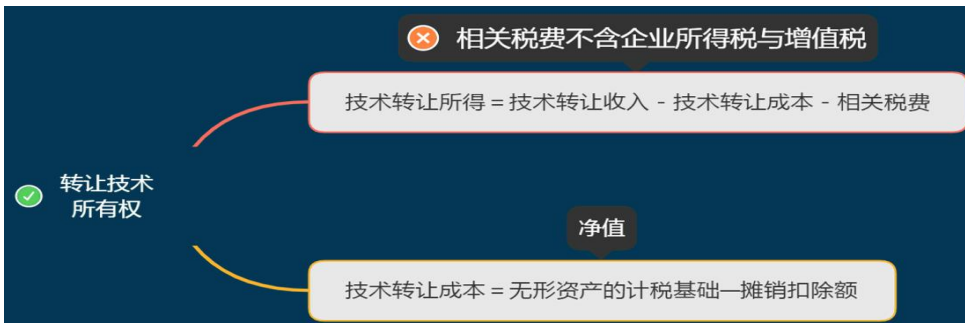 相关税费不含企业所得税与增值税
技术转让所得 = 技术转让收入 - 技术转让成本 - 相关税费
转让技术
所有权
净值
技术转让成本 = 无形资产的计税基础—摊销扣除额